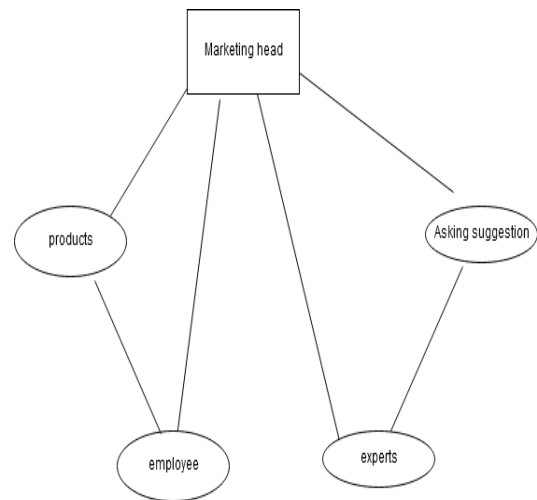 Marketing head
products
Asking suggestion
employee
experts